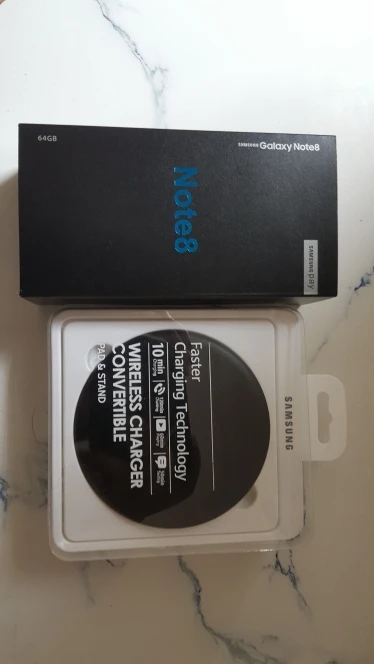 64GB
SAMSUNG Galaxy Note8
Note8
SAMSUNG pay
SAMSUNG
Faster
Charging Technology
10 min
WIRELESS CHARGER
CONVERTIBLE
PAD & STAND